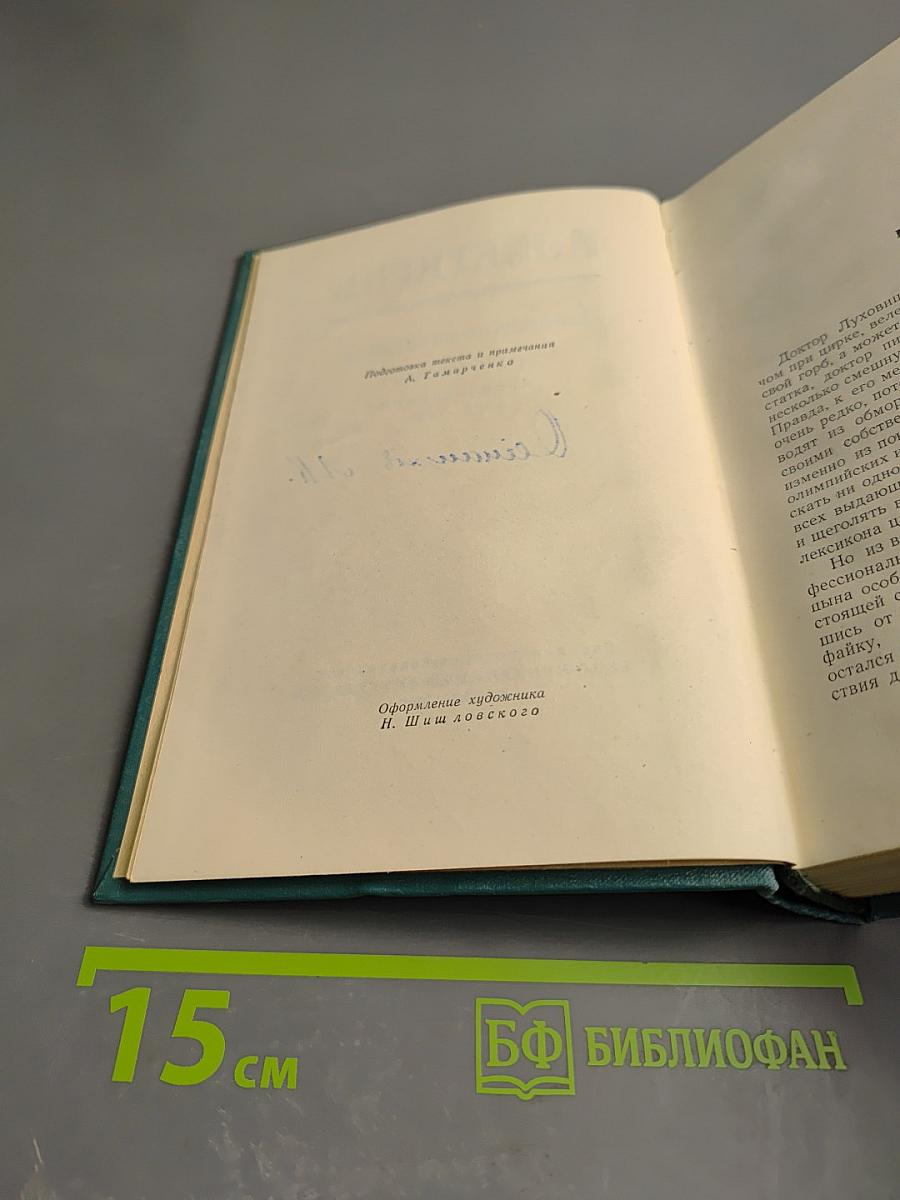 Подготовка текста и примечания
А. Тамарченко
Оформление художника
Н. Шишловского
Доктор Луховиц
чом при цирке, веле
свой горб, а может
статка, доктор пи
несколько смешну
Правда, к его ме
очень редко, пот
водят из обмор
своими собстве
изменно из пов
олимпийских и
скать ни одно
всех выдающ
и щеголять в
лексикона ц
Но из в
фессиональ
цына особ
стоящей с
шись от
файку,
остался
ствия д
15 см
БФ БИБЛИОФАН